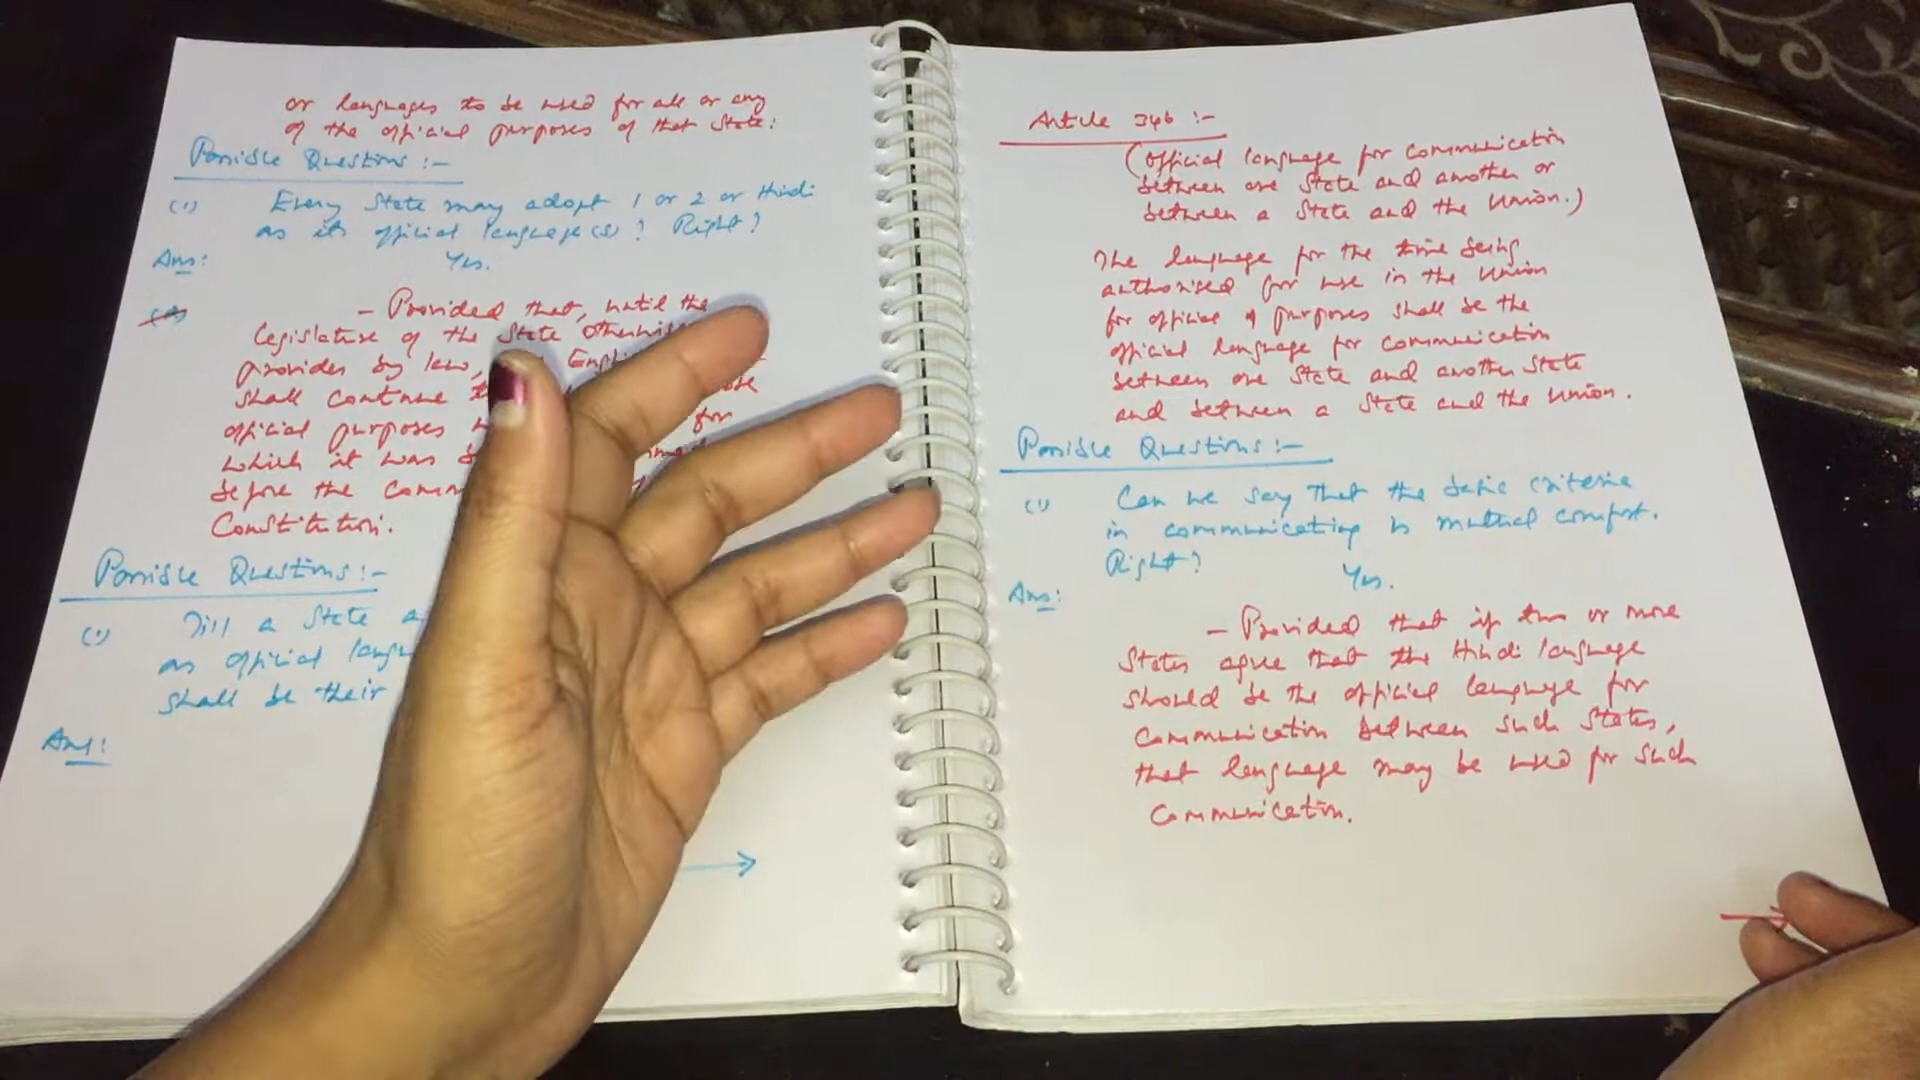 or languages to be used for all or any
of the official purposes of that State:
Possible Questions :-
(1) Every State may adopt 1 or 2 or Hindi
as its official language(s)? Right?
Ans: Yes.
- Provided that, until the
Legislature of the State otherwise
provides by law, Engli
shall continue
official purposes for
which it was
before the comm
Constitution.
Possible Questions :-
(1) Till a State a
as official langu
shall be their
Ans:
Article 346 :-
(Official language for communication
between one State and another or
between a State and the Union.)
The language for the time being
authorised for use in the Union
for official of purposes shall be the
official language for communication
between one State and another State
and between a State and the Union.
Possible Questions :-
(1) Can we say that the basic criteria
in communicating is mutual comfort.
Right?
Ans: Yes.
- Provided that if two or more
States agree that the Hindi language
should be the official language for
communication between such States,
that language may be used for such
communication.